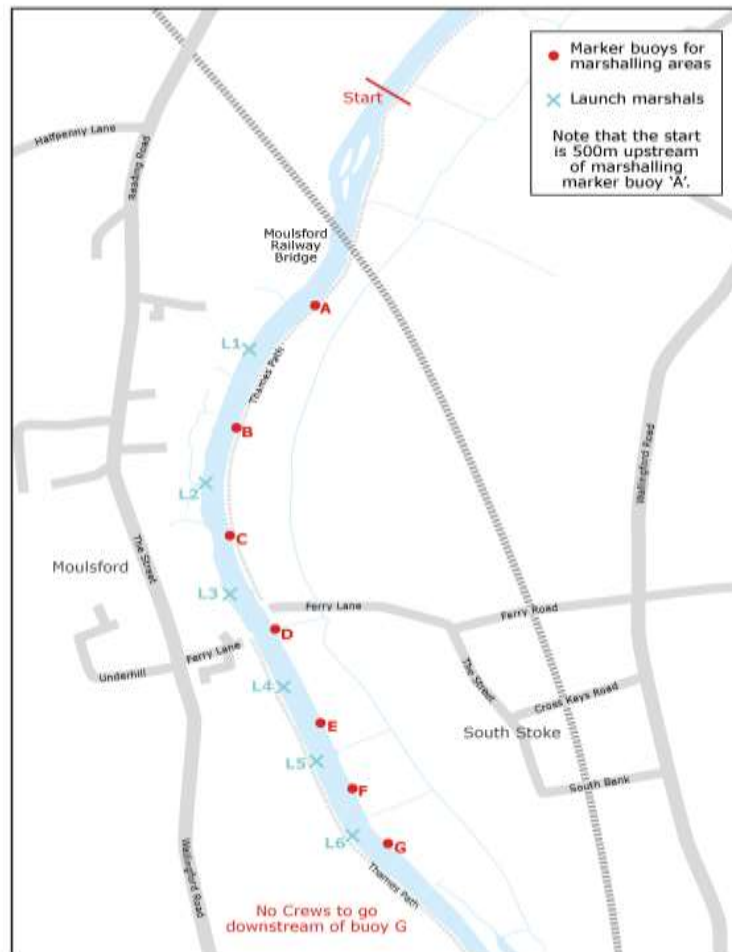 Marker buoys for
marshalling areas
Launch marshals
Note that the start
is 500m upstream
of marshalling
marker buoy ‘A’.
Start
Halfpenny Lane
Reading Road
Moulsford
Railway
Bridge
A
L1
Thames Path
B
L2
C
Wallingford Road
The Street
Moulsford
L3
Ferry Lane
Ferry Road
D
Ferry Lane
Underhill
The Street
L4
Cross Keys Road
E
South Stoke
L5
South Bank
F
L6
G
Wallingford Road
Thames Path
No Crews to go
downstream of buoy G